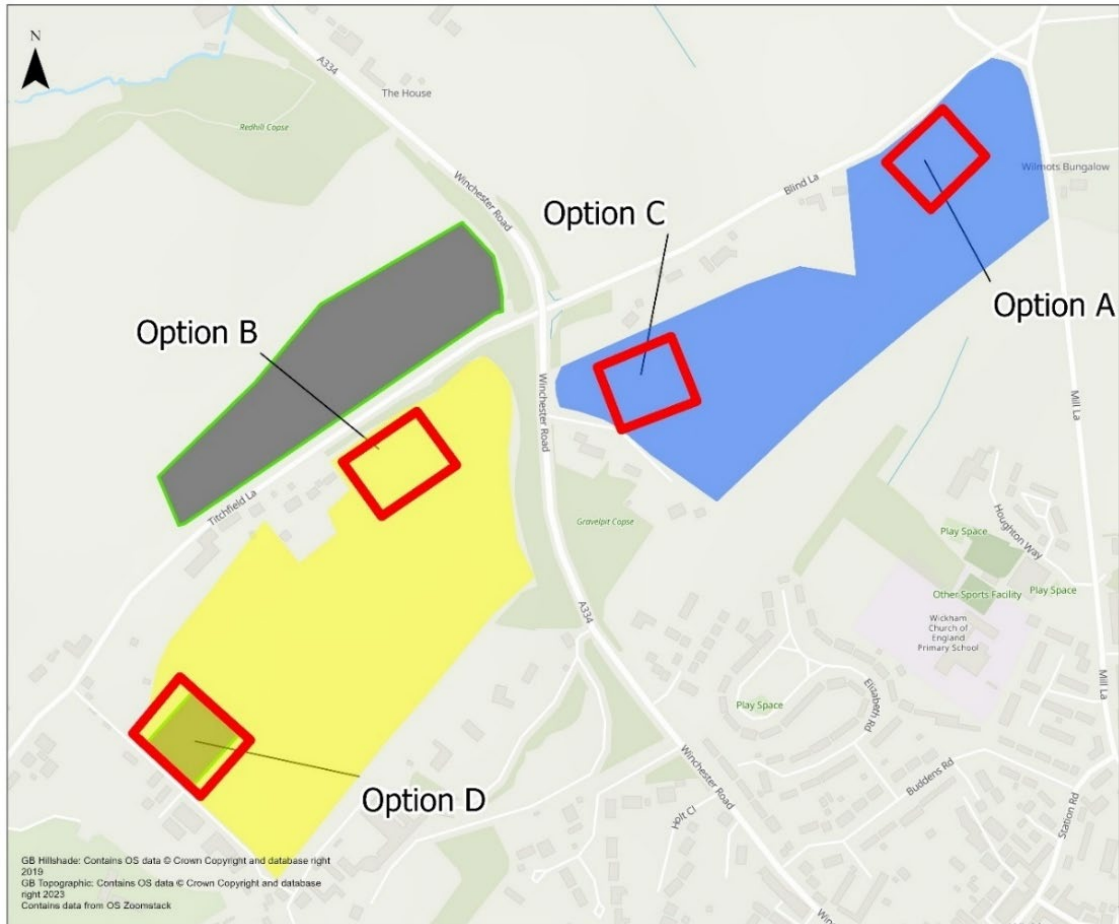 N
A334
The House
Redhill Copse
Winchester Road
Blind La
Wilmots Bungalow
Option C
Option A
Option B
Winchester Road
Mill La
Titchfield La
Gravelpit Copse
Houghton Way
Play Space
Other Sports Facility
Play Space
Wickham
Church of
England
Primary School
A334
Elizabeth Rd
Mill La
Play Space
Option D
Winchester Road
Buddens Rd
Holt Cl
Station Rd
GB Hillshade: Contains OS data © Crown Copyright and database right
2019
GB Topographic: Contains OS data © Crown Copyright and database
right 2023
Contains data from OS Zoomstack